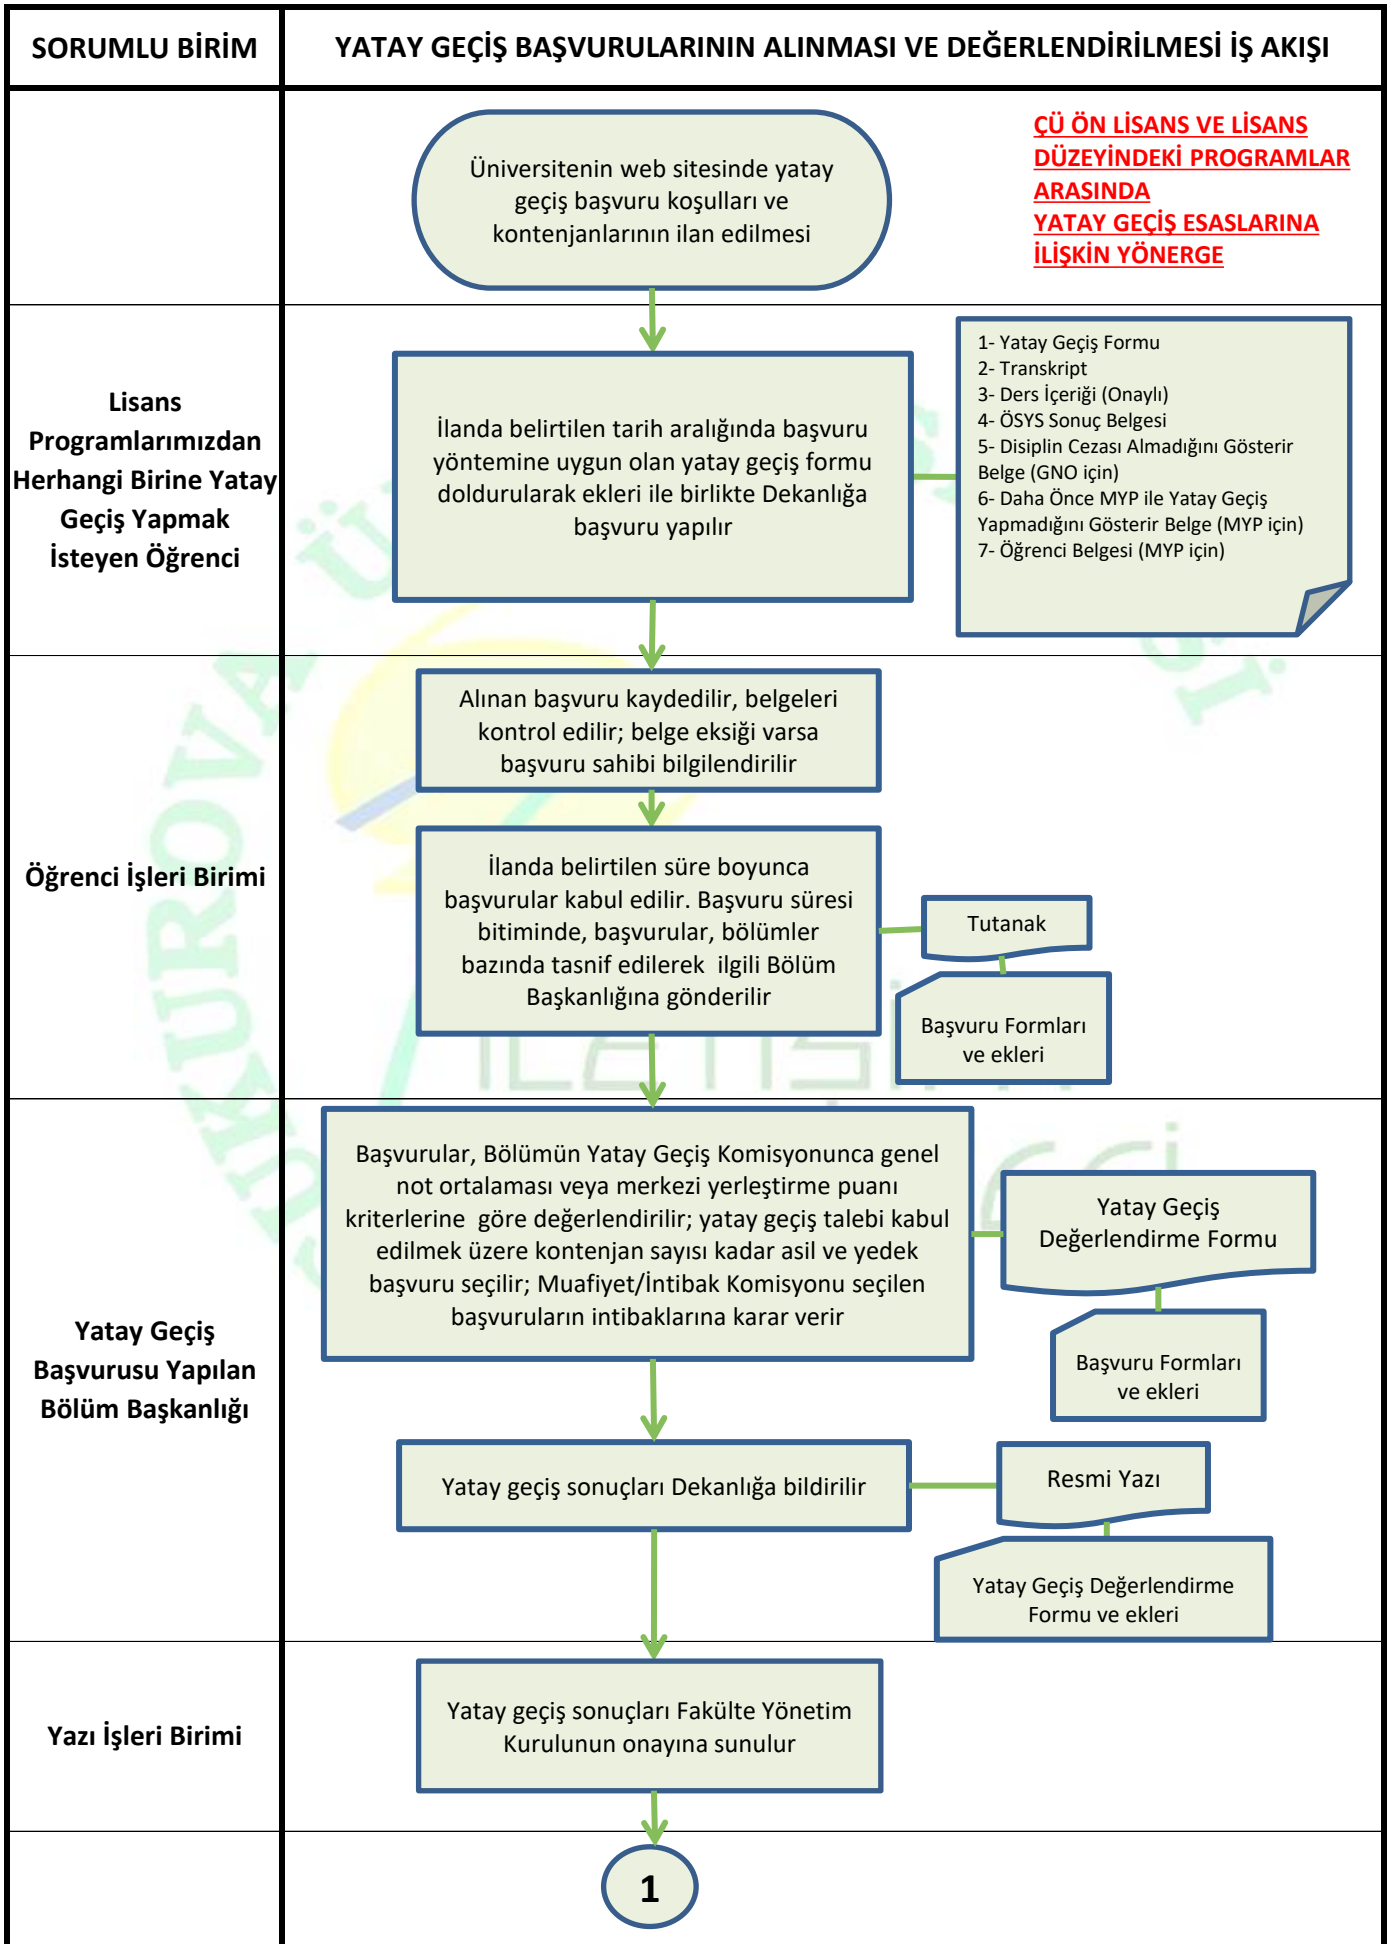 SORUMLU BİRİM
YATAY GEÇİŞ BAŞVURULARININ ALINMASI VE DEĞERLENDİRİLMESİ İŞ AKIŞI
Üniversitenin web sitesinde yatay
geçiş başvuru koşulları ve
kontenjanlarının ilan edilmesi
ÇÜ ÖN LİSANS VE LİSANS
DÜZEYİNDEKİ PROGRAMLAR
ARASINDA
YATAY GEÇİŞ ESASLARINA
İLİŞKİN YÖNERGE
Lisans
Programlarımızdan
Herhangi Birine Yatay
Geçiş Yapmak
İsteyen Öğrenci
İlanda belirtilen tarih aralığında başvuru
yöntemine uygun olan yatay geçiş formu
doldurularak ekleri ile birlikte Dekanlığa
başvuru yapılır
1- Yatay Geçiş Formu
2- Transkript
3- Ders İçeriği (Onaylı)
4- ÖSYS Sonuç Belgesi
5- Disiplin Cezası Almadığını Gösterir
Belge (GNO için)
6- Daha Önce MYP ile Yatay Geçiş
Yapmadığını Gösterir Belge (MYP için)
7- Öğrenci Belgesi (MYP için)
Öğrenci İşleri Birimi
Alınan başvuru kaydedilir, belgeleri
kontrol edilir; belge eksiği varsa
başvuru sahibi bilgilendirilir
İlanda belirtilen süre boyunca
başvurular kabul edilir. Başvuru süresi
bitiminde, başvurular, bölümler
bazında tasnif edilerek  ilgili Bölüm
Başkanlığına gönderilir
Tutanak
Başvuru Formları
ve ekleri
Yatay Geçiş
Başvurusu Yapılan
Bölüm Başkanlığı
Başvurular, Bölümün Yatay Geçiş Komisyonunca genel
not ortalaması veya merkezi yerleştirme puanı
kriterlerine  göre değerlendirilir; yatay geçiş talebi kabul
edilmek üzere kontenjan sayısı kadar asil ve yedek
başvuru seçilir; Muafiyet/İntibak Komisyonu seçilen
başvuruların intibaklarına karar verir
Yatay Geçiş
Değerlendirme Formu
Başvuru Formları
ve ekleri
Yatay geçiş sonuçları Dekanlığa bildirilir
Resmi Yazı
Yatay Geçiş Değerlendirme
Formu ve ekleri
Yazı İşleri Birimi
Yatay geçiş sonuçları Fakülte Yönetim
Kurulunun onayına sunulur
1